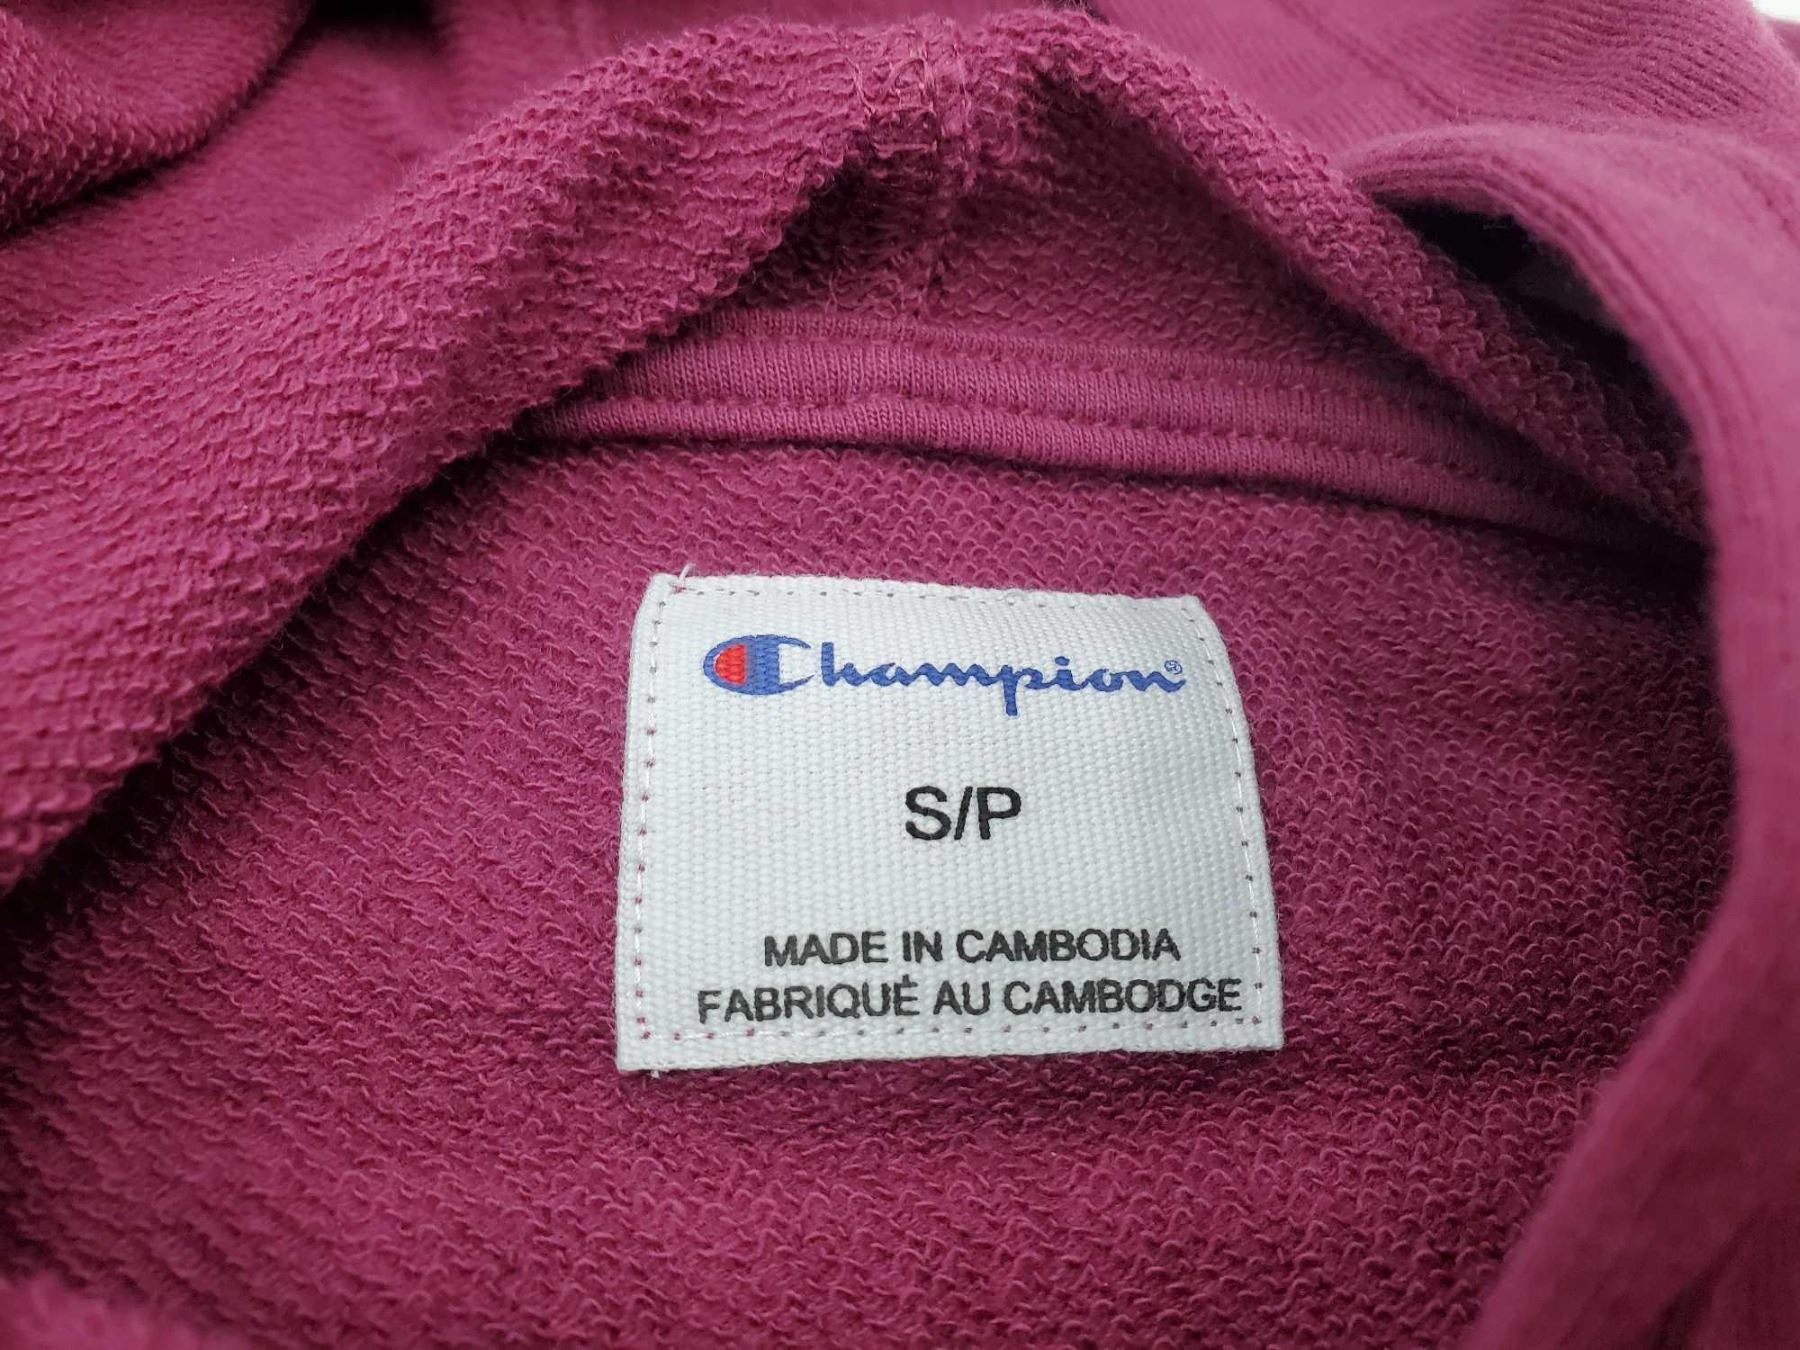 Champion®
S/P
MADE IN CAMBODIA
FABRIQUÉ AU CAMBODGE